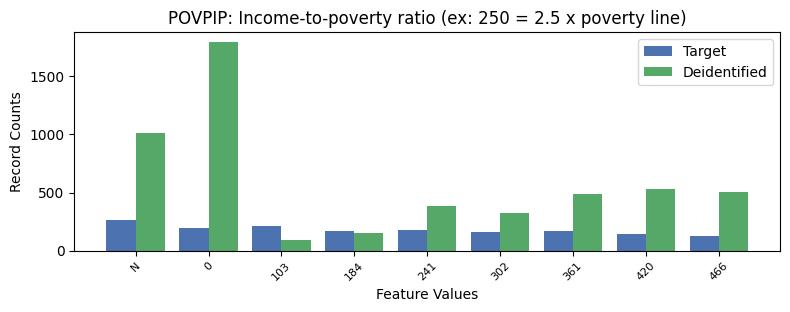 POVPIP: Income-to-poverty ratio (ex: 250 = 2.5 x poverty line)
Target
Deidentified
Record Counts
1500
1000
500
0
N
0
103
184
241
302
361
420
466
Feature Values